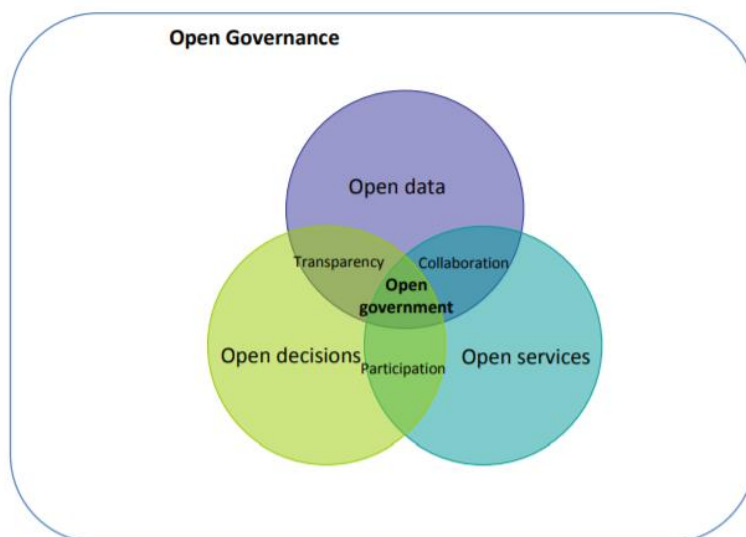 Open Governance
Open data
Transparency
Collaboration
Open
government
Open decisions
Open services
Participation